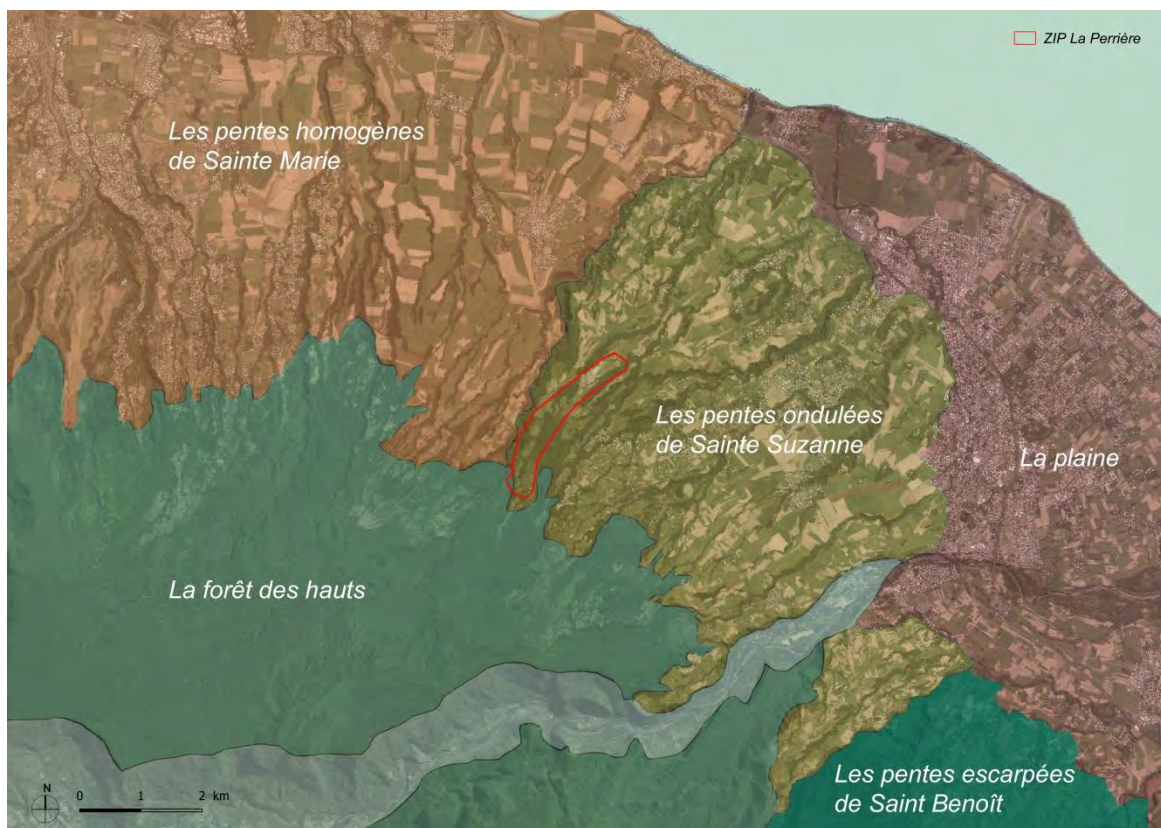 ZIP La Perrière
Les pentes homogènes
de Sainte Marie
Les pentes ondulées
de Sainte Suzanne
La plaine
La forêt des hauts
Les pentes escarpées
de Saint Benoît
N
0 1 2 km